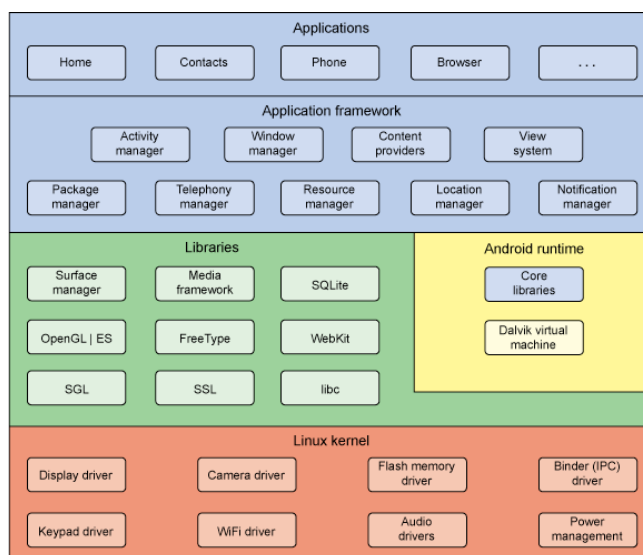 Applications
Home
Contacts
Phone
Browser
. . .
Application framework
Activity
manager
Window
manager
Content
providers
View
system
Package
manager
Telephony
manager
Resource
manager
Location
manager
Notification
manager
Libraries
Surface
manager
Media
framework
SQLite
OpenGL | ES
FreeType
WebKit
SGL
SSL
libc
Android runtime
Core
libraries
Dalvik virtual
machine
Linux kernel
Display driver
Camera driver
Flash memory
driver
Binder (IPC)
driver
Keypad driver
WiFi driver
Audio
drivers
Power
management